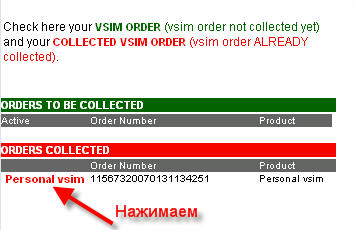 Check here your VSIM ORDER (vsim order not collected yet)
and your COLLECTED VSIM ORDER (vsim order ALREADY
collected).
ORDERS TO BE COLLECTED
Active Order Number Product
ORDERS COLLECTED
Order Number Product
Personal vsim 11567320070131134251 Personal vsim
Нажимаем